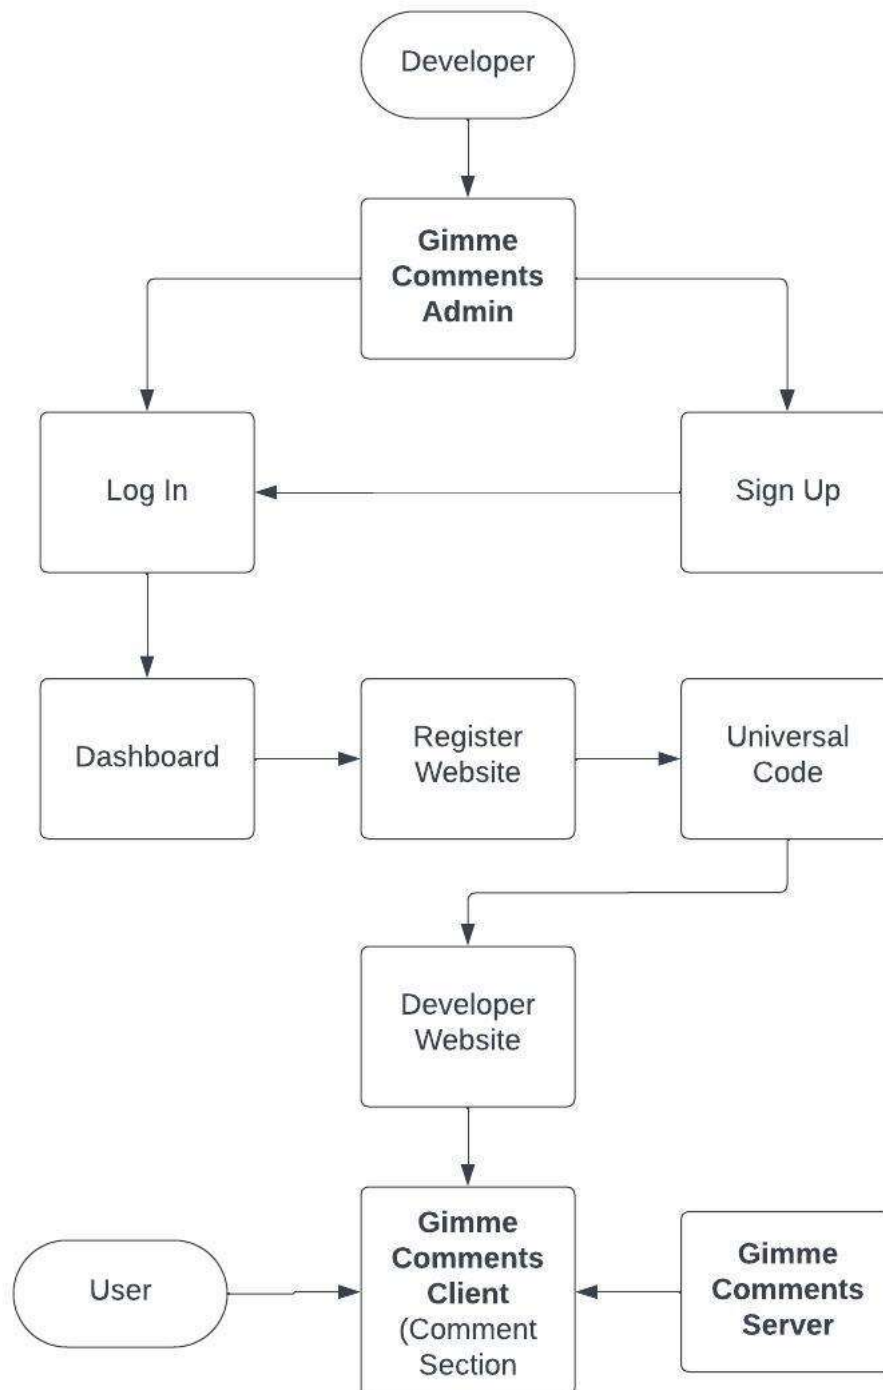 Developer
Gimme
Comments
Admin
Log In
Sign Up
Dashboard
Register
Website
Universal
Code
Developer
Website
User
Gimme
Comments
Client
(Comment
Section
Gimme
Comments
Server